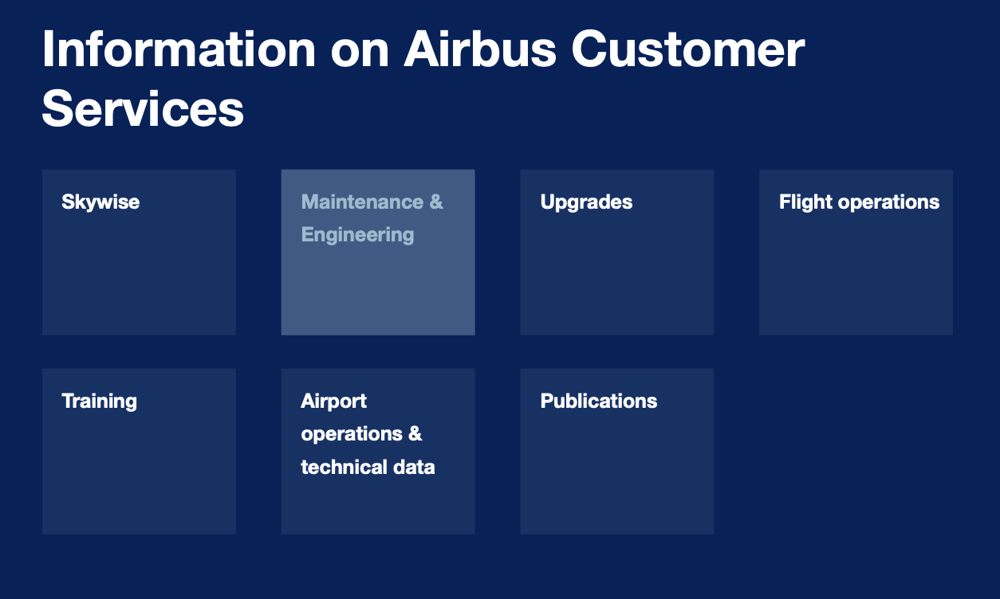 Information on Airbus Customer
Services
Skywise
Maintenance &
Engineering
Upgrades
Flight operations
Training
Airport
operations &
technical data
Publications